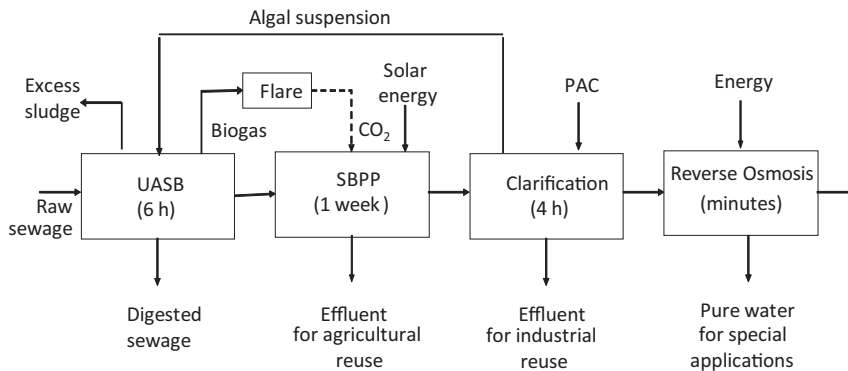 Algal suspension
Excess
sludge
Flare
Solar
energy
PAC
Energy
Biogas
CO₂
UASB
(6 h)
SBPP
(1 week)
Clarification
(4 h)
Reverse Osmosis
(minutes)
Raw
sewage
Digested
sewage
Effluent
for agricultural
reuse
Effluent
for industrial
reuse
Pure water
for special
applications